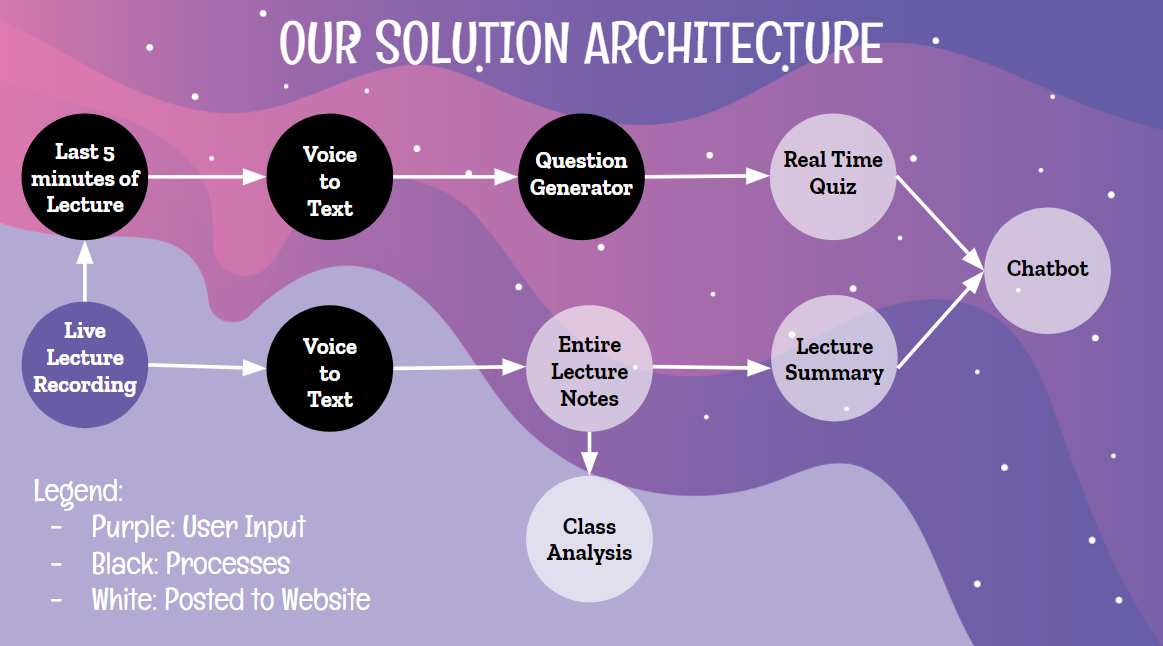 OUR SOLUTION ARCHITECTURE
Last 5
minutes of
Lecture
Voice
to
Text
Question
Generator
Real Time
Quiz
Chatbot
Live
Lecture
Recording
Voice
to
Text
Entire
Lecture
Notes
Lecture
Summary
Class
Analysis
Legend:
- Purple: User Input
- Black: Processes
- White: Posted to Website